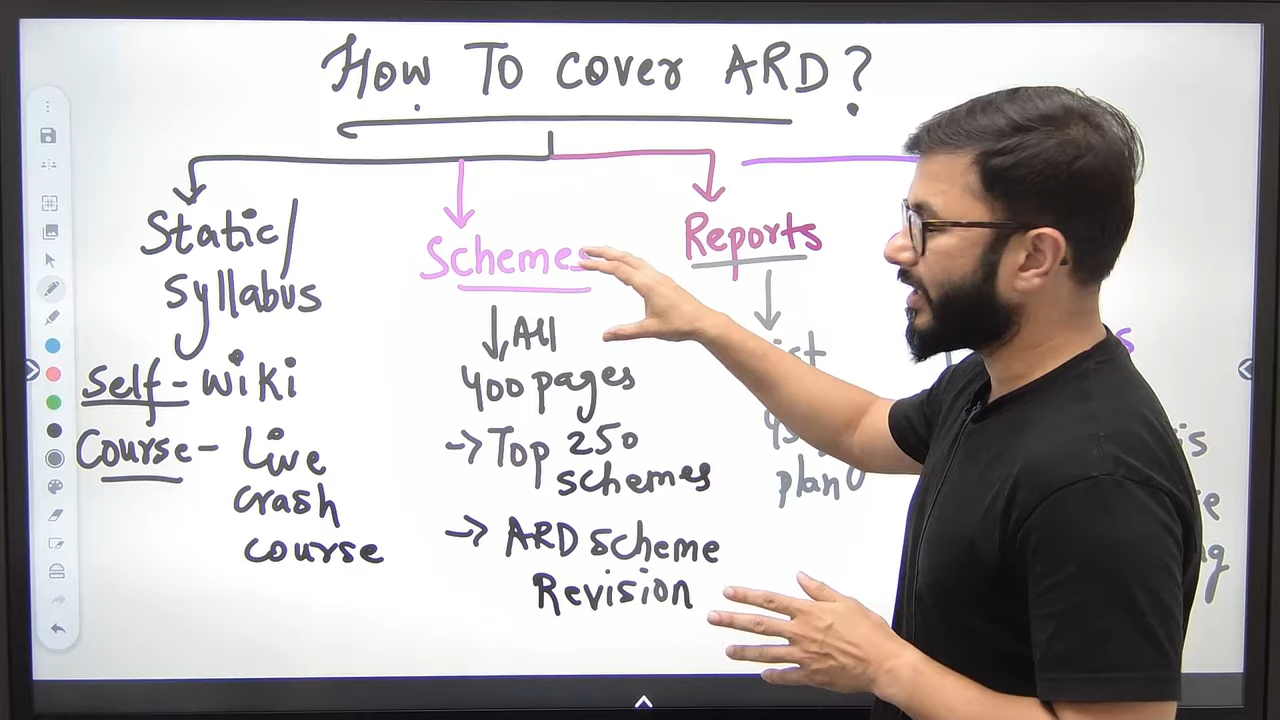 How To cover ARD?
Static/
Syllabus
Self - Wiki
Course - Live
crash
course
Schemes
All
400 pages
-> Top 250
schemes
-> ARD scheme
Revision
Reports
plan